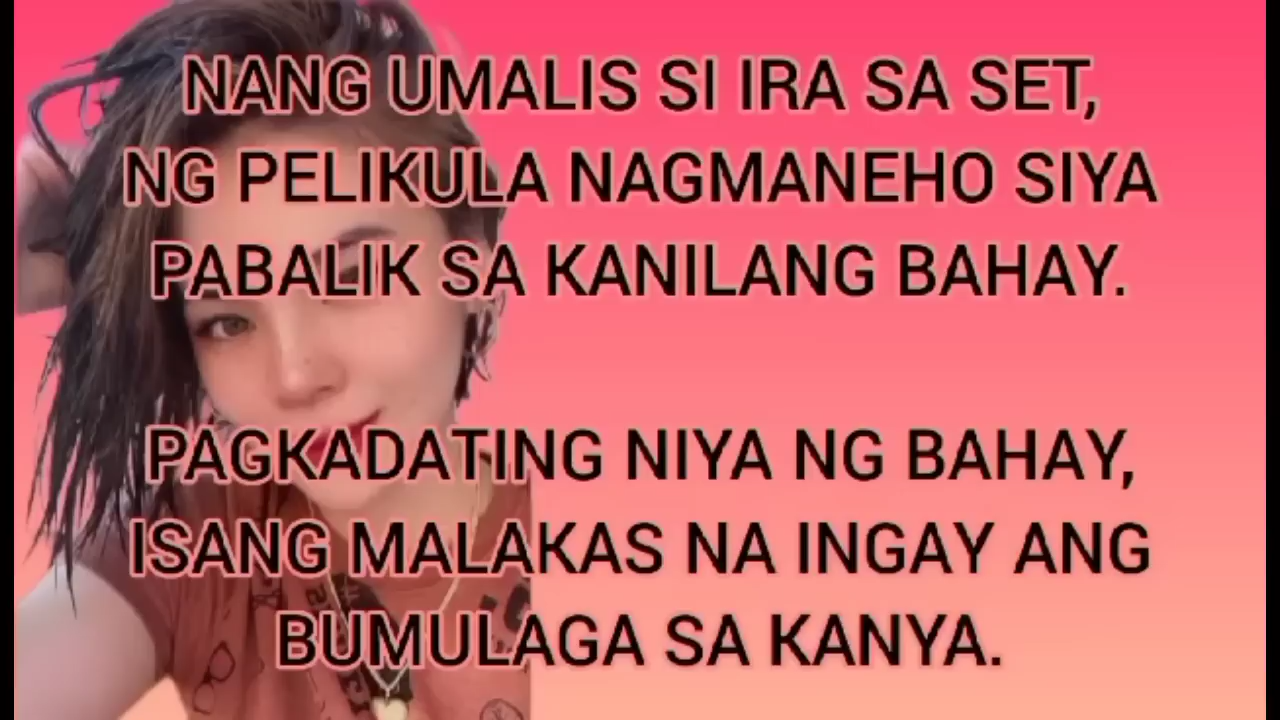 NANG UMALIS SI IRA SA SET,
NG PELIKULA NAGMANEHO SIYA
PABALIK SA KANILANG BAHAY.
PAGKADATING NIYA NG BAHAY,
ISANG MALAKAS NA INGAY ANG
BUMULAGA SA KANYA.